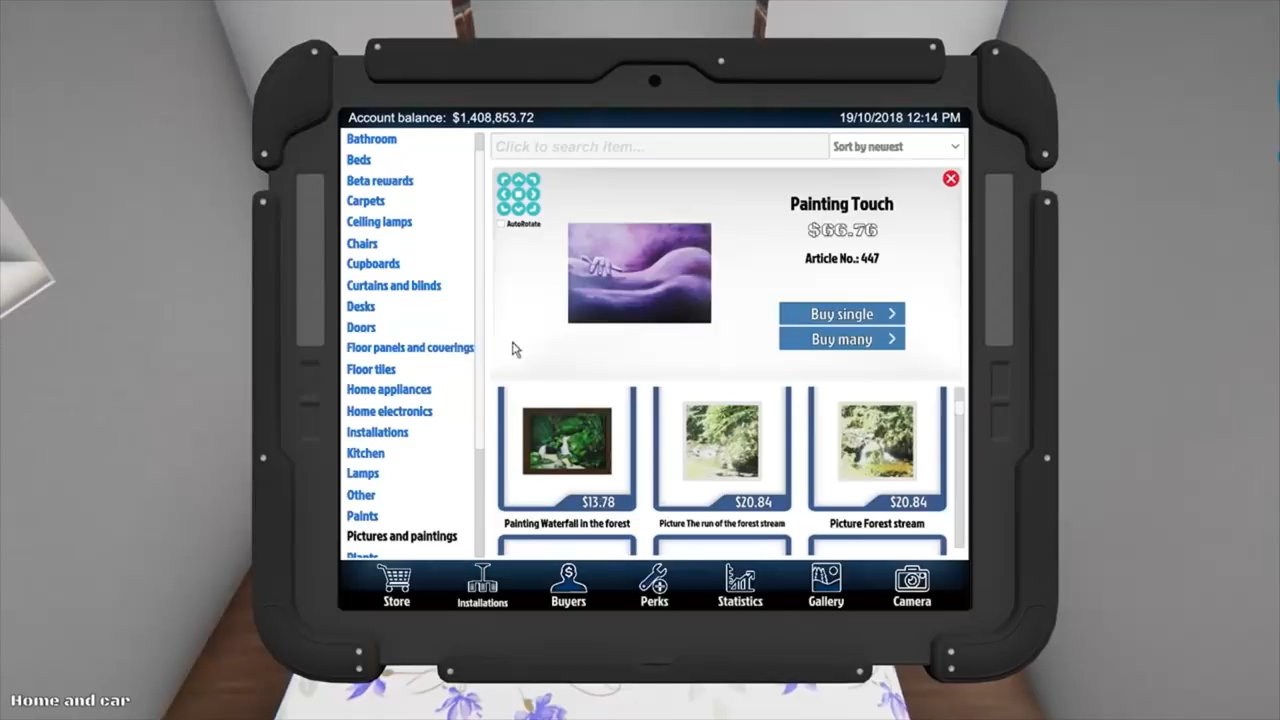 Account balance: $1,408,853.72
19/10/2018 12:14 PM
Bathroom
Beds
Beta rewards
Carpets
Ceiling lamps
Chairs
Cupboards
Curtains and blinds
Desks
Doors
Floor panels and coverings
Floor tiles
Home appliances
Home electronics
Installations
Kitchen
Lamps
Other
Paints
Pictures and paintings
Plants
Click to search item...
Sort by newest
AutoRotate
Painting Touch
$66.76
Article No.: 447
Buy single
Buy many
$13.78
Painting Waterfall in the forest
$20.84
Picture The run of the forest stream
$20.84
Picture Forest stream
Store
Installations
Buyers
Perks
Statistics
Gallery
Camera
Home and car